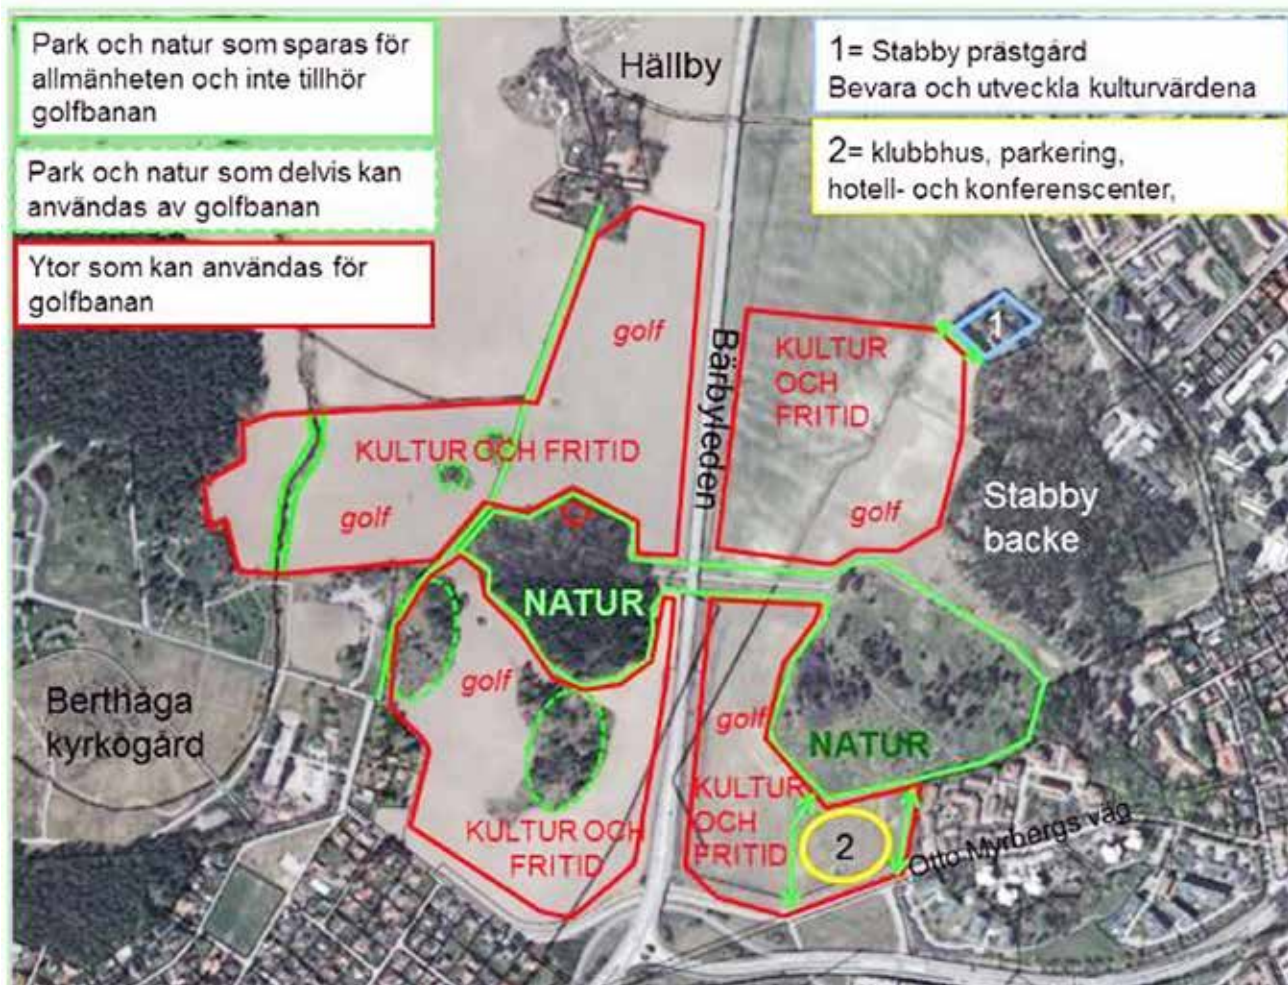 Park och natur som sparas för
allmänheten och inte tillhör
golfbanan
Park och natur som delvis kan
användas av golfbanan
Ytor som kan användas för
golfbanan
Hällby
1= Stabby prästgård
Bevara och utveckla kulturvärdena
2= klubbhus, parkering,
hotell- och konferenscenter,
golf
Bärbyleden
KULTUR
OCH
FRITID
1
KULTUR OCH FRITID
golf
golf
Stabby
backe
NATUR
golf
Berthåga
kyrkogård
golf
NATUR
KULTUR
OCH
FRITID
KULTUR OCH
FRITID
2
Otto Myrbergs väg